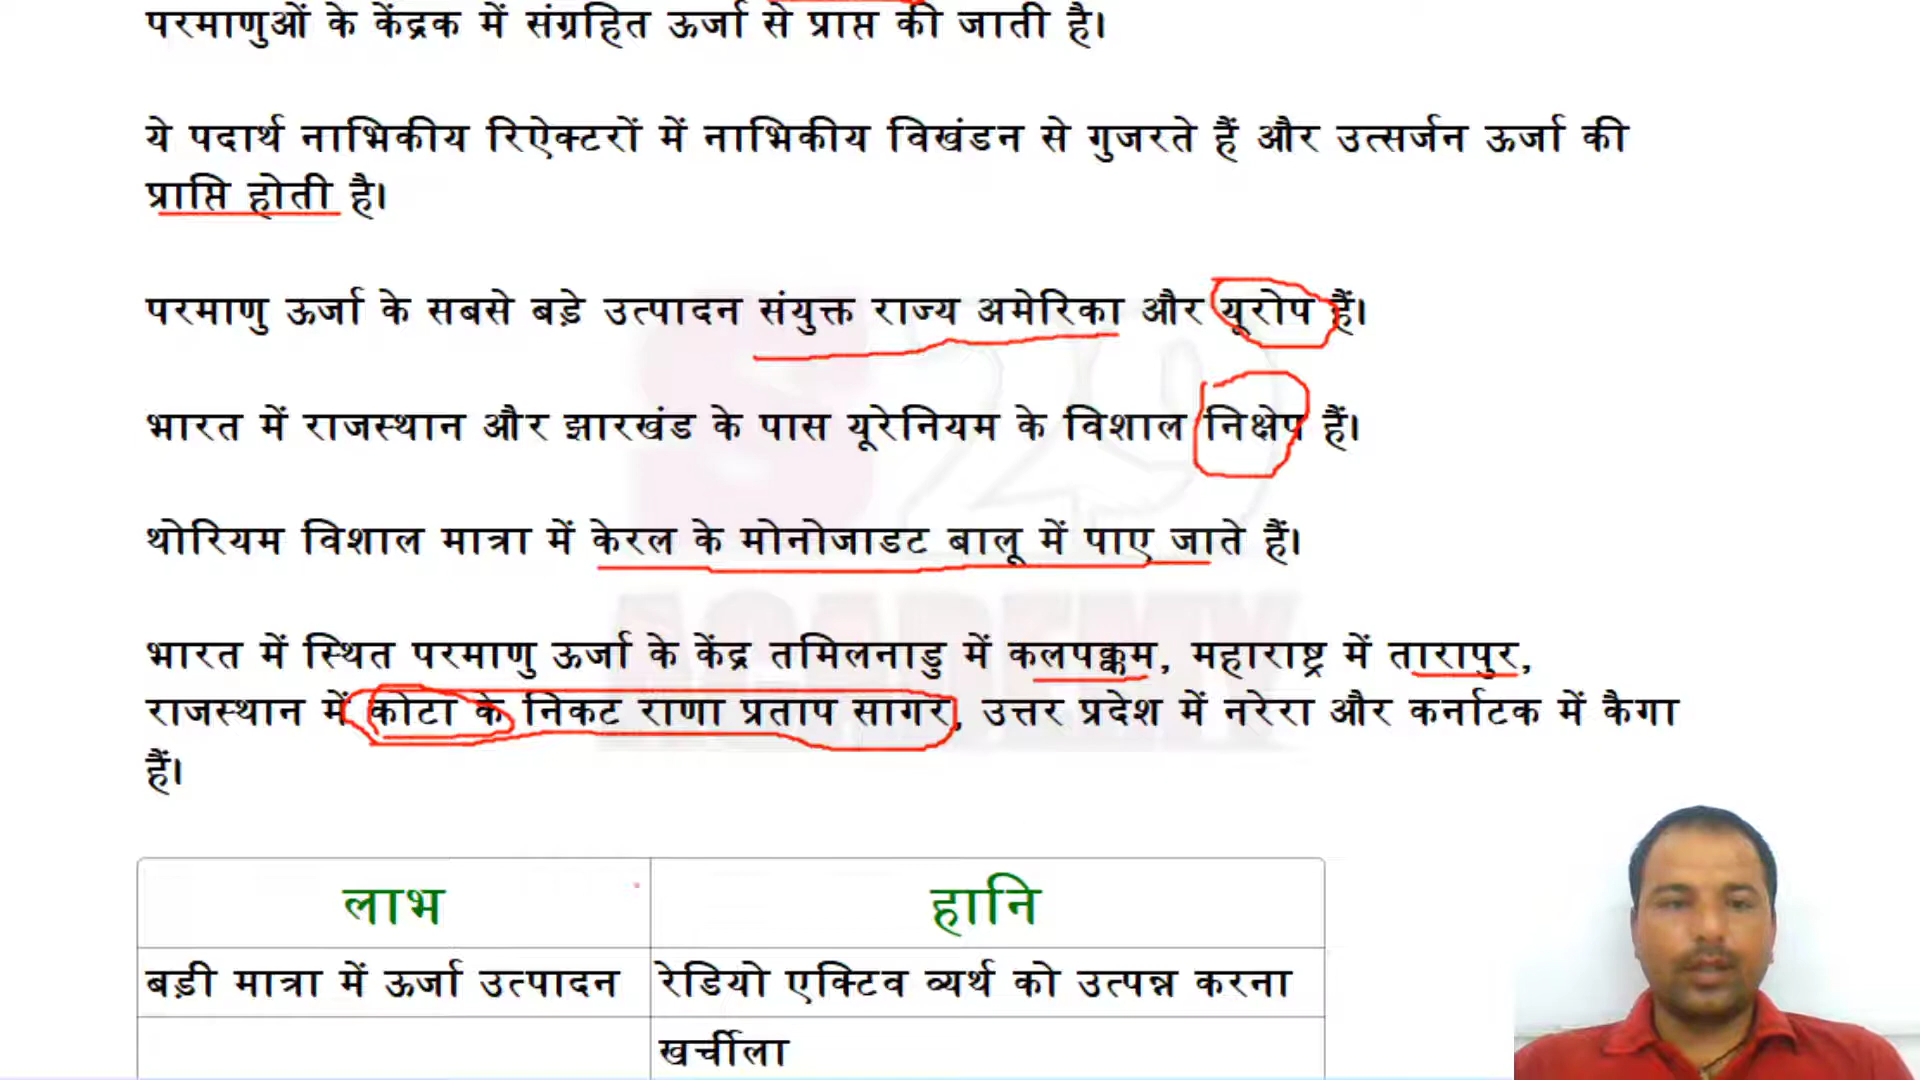 परमाणुओं के केंद्रक में संग्रहित ऊर्जा से प्राप्त की जाती है।
ये पदार्थ नाभिकीय रिऐक्टरों में नाभिकीय विखंडन से गुजरते हैं और उत्सर्जन ऊर्जा की
प्राप्ति होती है।
परमाणु ऊर्जा के सबसे बड़े उत्पादन संयुक्त राज्य अमेरिका और यूरोप हैं।
भारत में राजस्थान और झारखंड के पास यूरेनियम के विशाल निक्षेप हैं।
थोरियम विशाल मात्रा में केरल के मोनोजाडट बालू में पाए जाते हैं।
भारत में स्थित परमाणु ऊर्जा के केंद्र तमिलनाडु में कलपक्कम, महाराष्ट्र में तारापुर,
राजस्थान में कोटा के निकट राणा प्रताप सागर, उत्तर प्रदेश में नरेरा और कर्नाटक में कैगा
हैं।
लाभ हानि
बड़ी मात्रा में ऊर्जा उत्पादन रेडियो एक्टिव व्यर्थ को उत्पन्न करना
खर्चीला
S29
ACADEMY